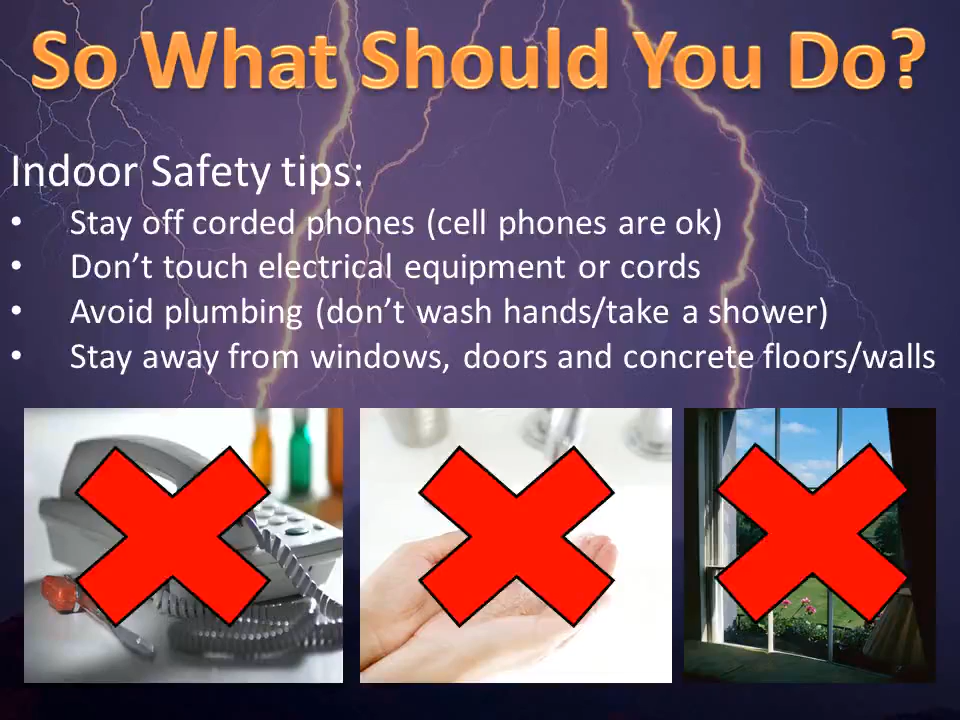 So What Should You Do?
Indoor Safety tips:
• Stay off corded phones (cell phones are ok)
• Don’t touch electrical equipment or cords
• Avoid plumbing (don’t wash hands/take a shower)
• Stay away from windows, doors and concrete floors/walls